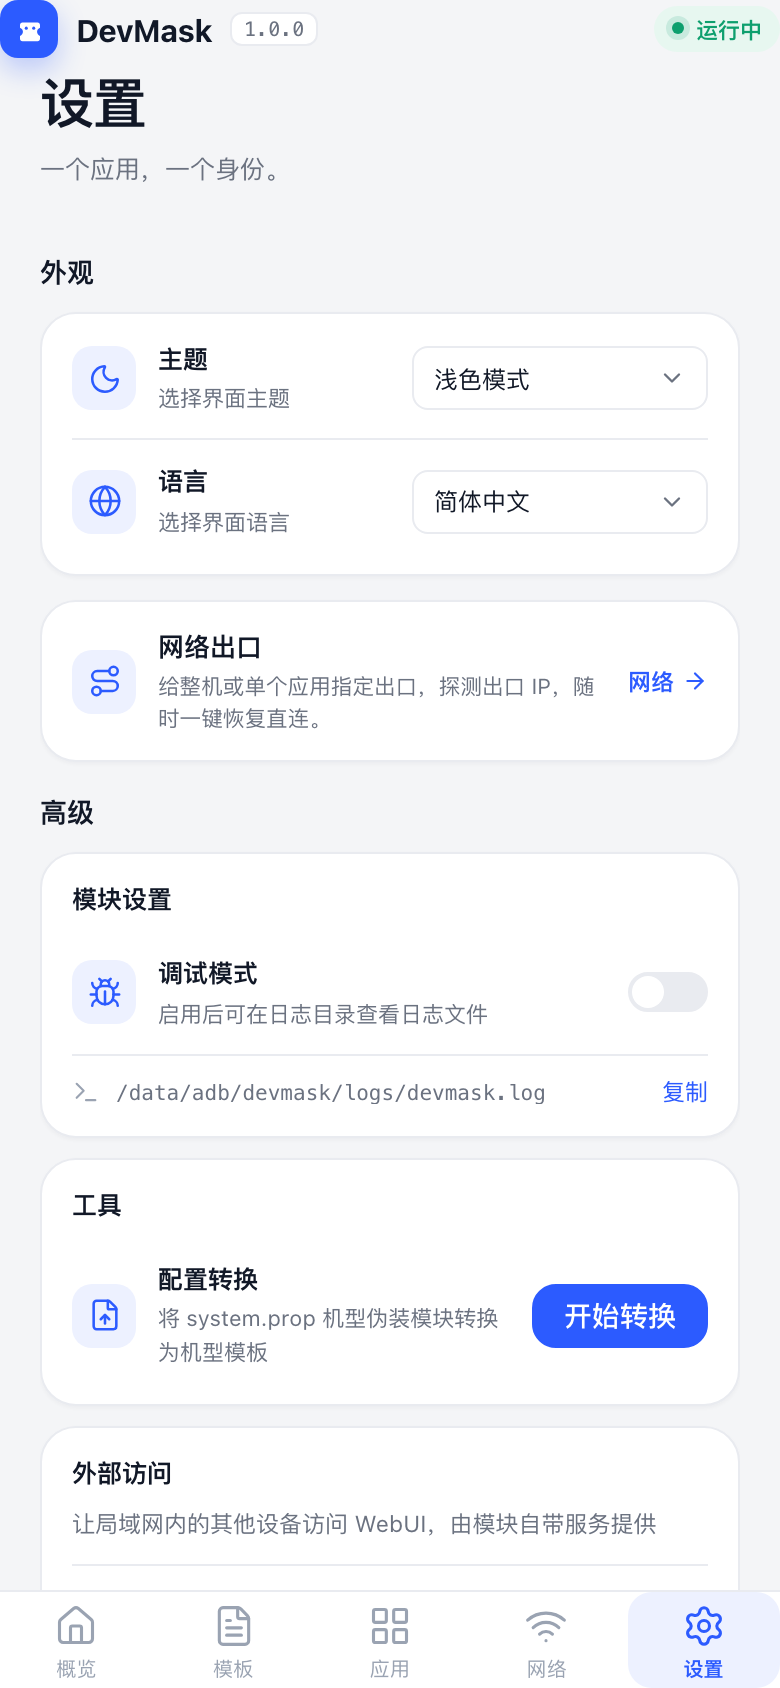 DevMask 1.0.0 运行中
设置
一个应用，一个身份。
外观
主题
选择界面主题
浅色模式
语言
选择界面语言
简体中文
网络出口
给整机或单个应用指定出口，探测出口 IP，随
时一键恢复直连。
网络
高级
模块设置
调试模式
启用后可在日志目录查看日志文件
/data/adb/devmask/logs/devmask.log 复制
工具
配置转换
将 system.prop 机型伪装模块转换
为机型模板
开始转换
外部访问
让局域网内的其他设备访问 WebUI，由模块自带服务提供
概览 模板 应用 网络 设置